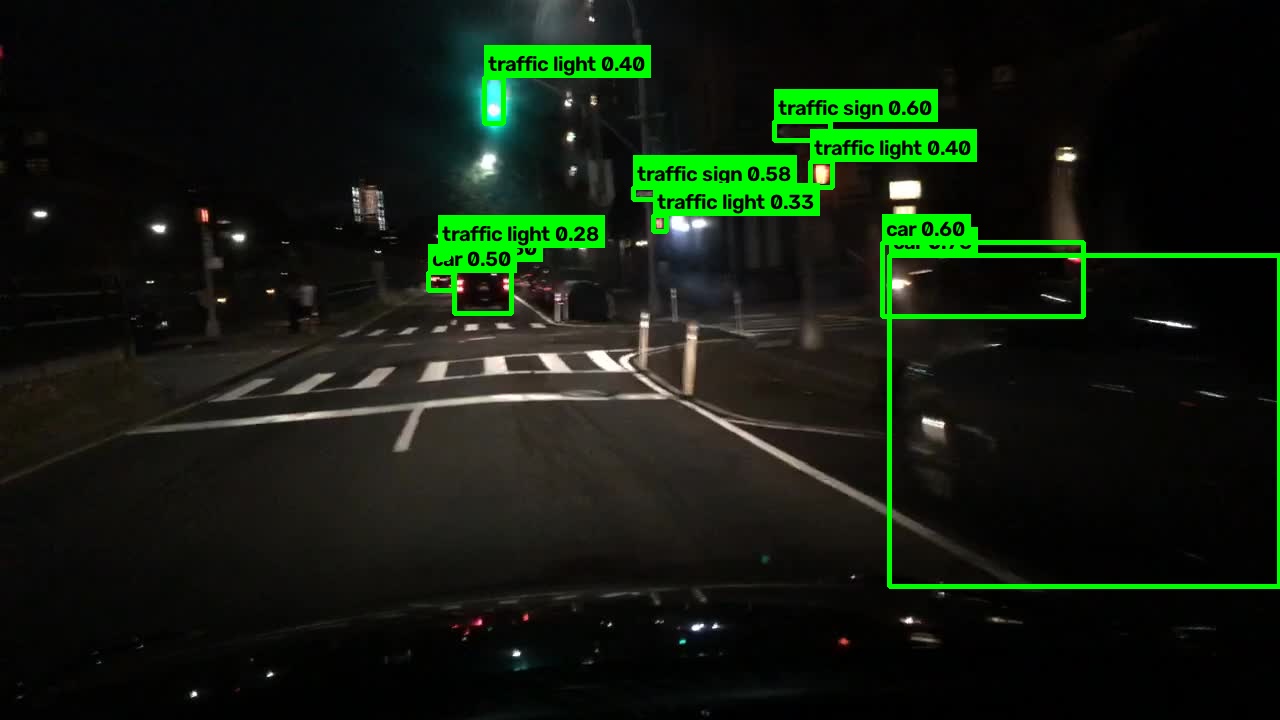 traffic light 0.40
traffic sign 0.60
traffic light 0.40
traffic sign 0.58
traffic light 0.33
traffic light 0.28
car 0.60
car 0.50